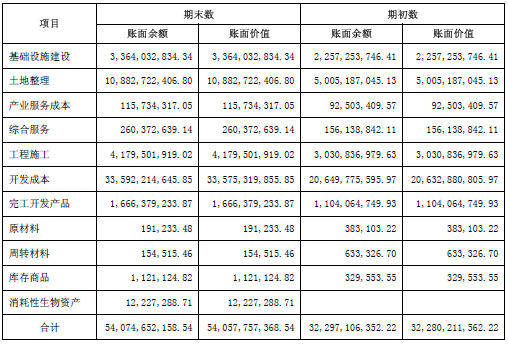 项目 期末数 期初数
账面余额 账面价值 账面余额 账面价值
基础设施建设 3,364,032,834.34 3,364,032,834.34 2,257,253,746.41 2,257,253,746.41
土地整理 10,882,722,406.80 10,882,722,406.80 5,005,187,045.13 5,005,187,045.13
产业服务成本 115,734,317.05 115,734,317.05 92,503,409.57 92,503,409.57
综合服务 260,372,639.14 260,372,639.14 156,138,842.11 156,138,842.11
工程施工 4,179,501,919.02 4,179,501,919.02 3,030,836,979.63 3,030,836,979.63
开发成本 33,592,214,645.85 33,575,319,855.85 20,649,775,595.97 20,632,880,805.97
完工开发产品 1,666,379,233.87 1,666,379,233.87 1,104,064,749.93 1,104,064,749.93
原材料 191,233.48 191,233.48 383,103.22 383,103.22
周转材料 154,515.46 154,515.46 633,326.70 633,326.70
库存商品 1,121,124.82 1,121,124.82 329,553.55 329,553.55
消耗性生物资产 12,227,288.71 12,227,288.71
合计 54,074,652,158.54 54,057,757,368.54 32,297,106,352.22 32,280,211,562.22